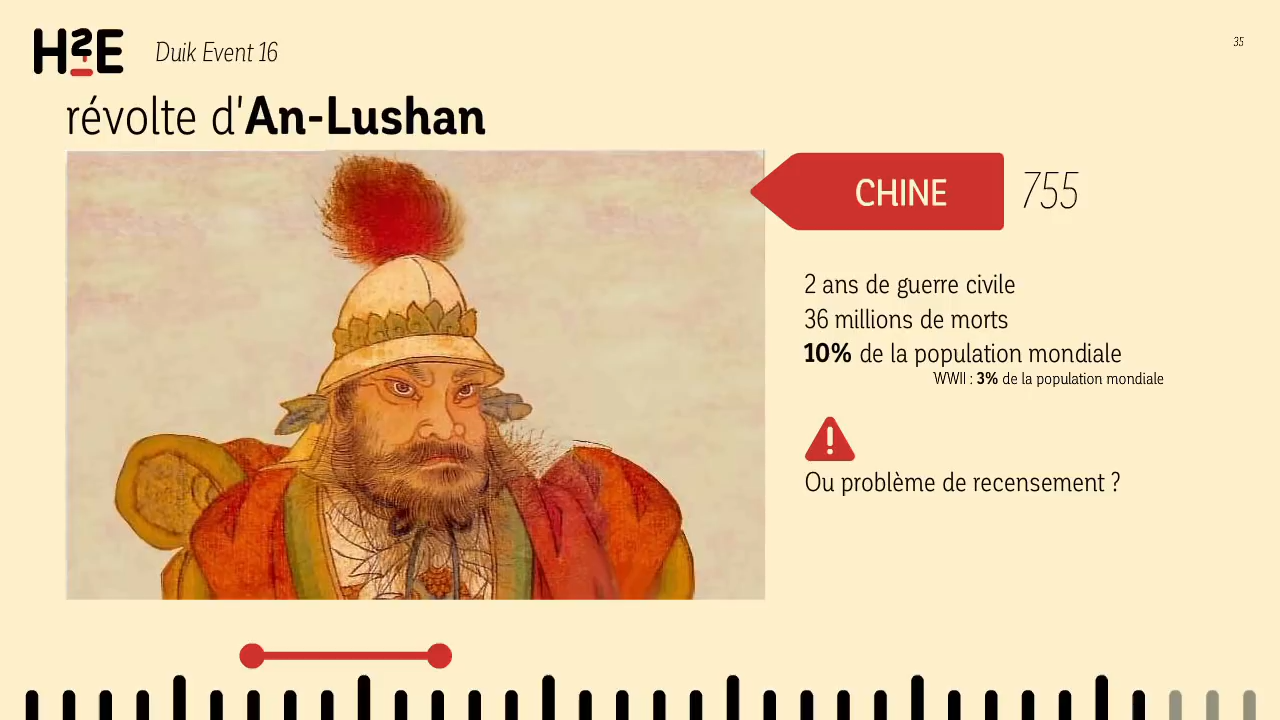 H2E
Duik Event 16
35
révolte d'An-Lushan
CHINE
755
2 ans de guerre civile
36 millions de morts
10% de la population mondiale
WWII : 3% de la population mondiale
!
Ou problème de recensement ?